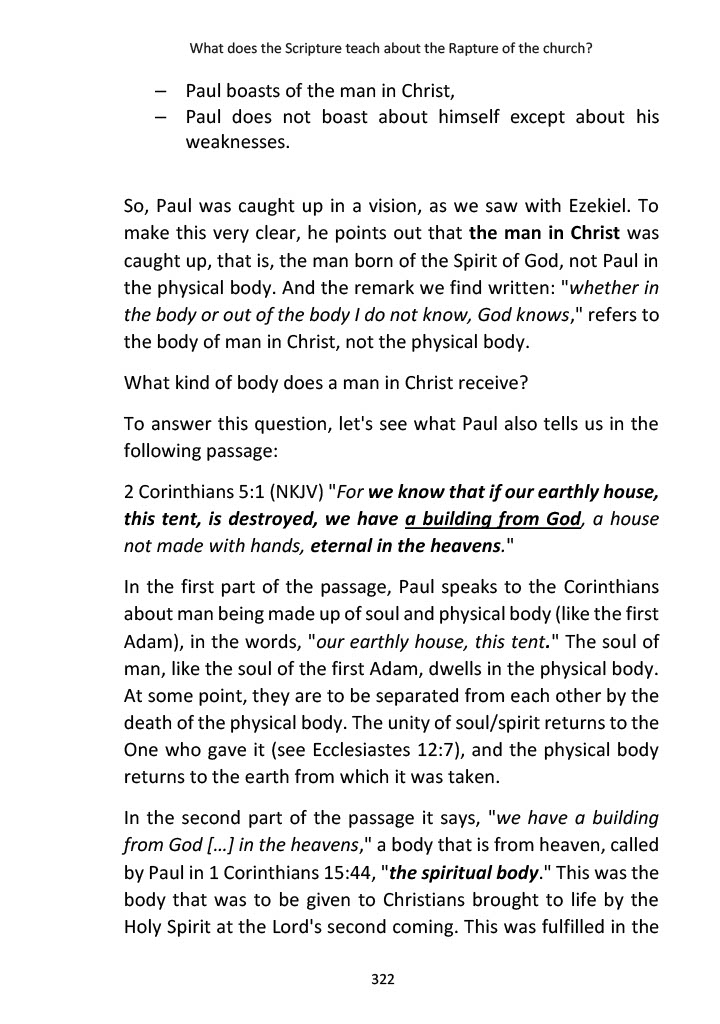 What does the Scripture teach about the Rapture of the church?
– Paul boasts of the man in Christ,
– Paul does not boast about himself except about his
weaknesses.
So, Paul was caught up in a vision, as we saw with Ezekiel. To
make this very clear, he points out that the man in Christ was
caught up, that is, the man born of the Spirit of God, not Paul in
the physical body. And the remark we find written: "whether in
the body or out of the body I do not know, God knows," refers to
the body of man in Christ, not the physical body.
What kind of body does a man in Christ receive?
To answer this question, let's see what Paul also tells us in the
following passage:
2 Corinthians 5:1 (NKJV) "For we know that if our earthly house,
this tent, is destroyed, we have a building from God, a house
not made with hands, eternal in the heavens."
In the first part of the passage, Paul speaks to the Corinthians
about man being made up of soul and physical body (like the first
Adam), in the words, "our earthly house, this tent." The soul of
man, like the soul of the first Adam, dwells in the physical body.
At some point, they are to be separated from each other by the
death of the physical body. The unity of soul/spirit returns to the
One who gave it (see Ecclesiastes 12:7), and the physical body
returns to the earth from which it was taken.
In the second part of the passage it says, "we have a building
from God […] in the heavens," a body that is from heaven, called
by Paul in 1 Corinthians 15:44, "the spiritual body." This was the
body that was to be given to Christians brought to life by the
Holy Spirit at the Lord's second coming. This was fulfilled in the
322